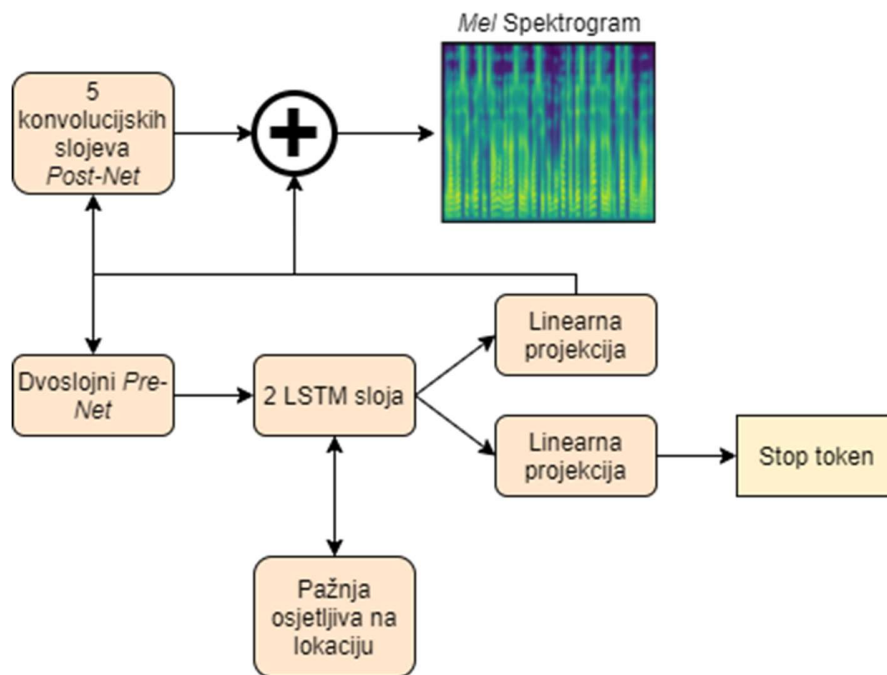 Mel Spektrogram
5
konvolucijskih
slojeva
Post-Net
Linearna
projekcija
Dvoslojni Pre-
Net
2 LSTM sloja
Linearna
projekcija
Stop token
Pažnja
osjetljiva na
lokaciju